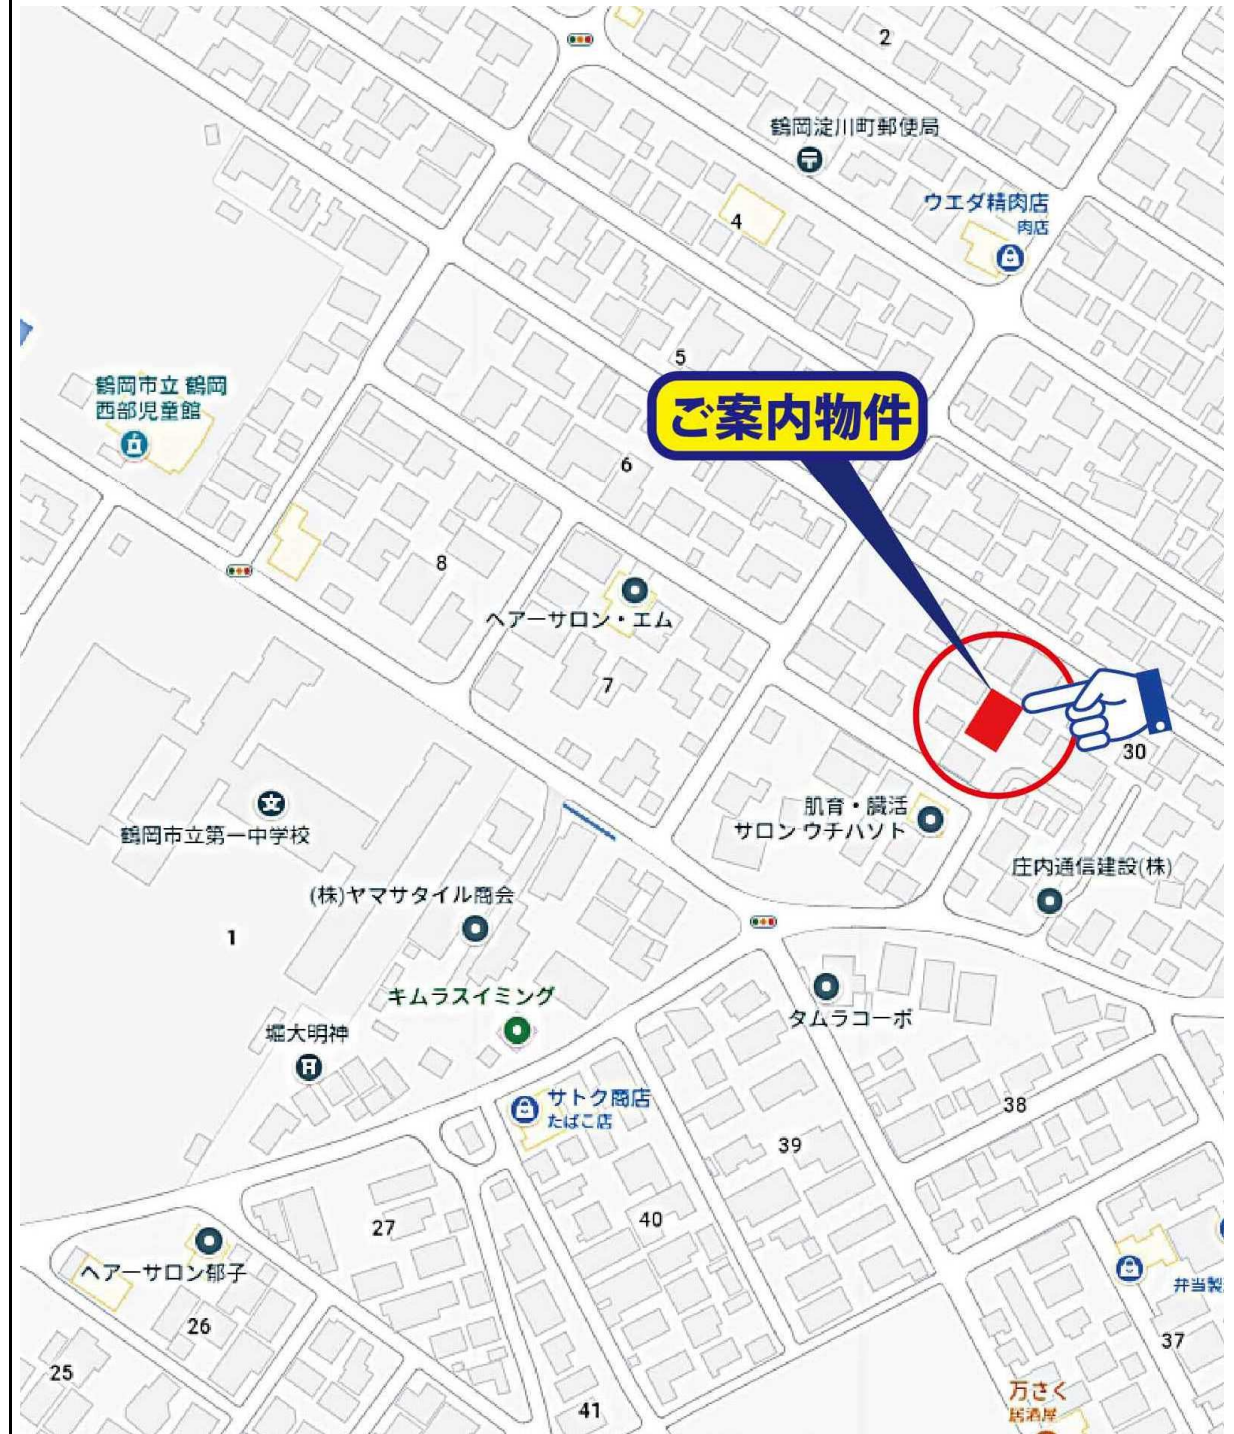 2
鶴岡淀川町郵便局
ウエダ精肉店
肉店
4
5
鶴岡市立 鶴岡
西部児童館
ご案内物件
6
8
ヘアーサロン・エム
7
30
肌育・臓活
サロン ウチハソト
鶴岡市立第一中学校
庄内通信建設(株)
(株)ヤマサタイル商会
1
キムラスイミング
タムラコーポ
堀大明神
サトク商店
たばこ店
38
39
40
27
ヘアーサロン郁子
弁当製
26
37
25
万さく
居酒屋
41